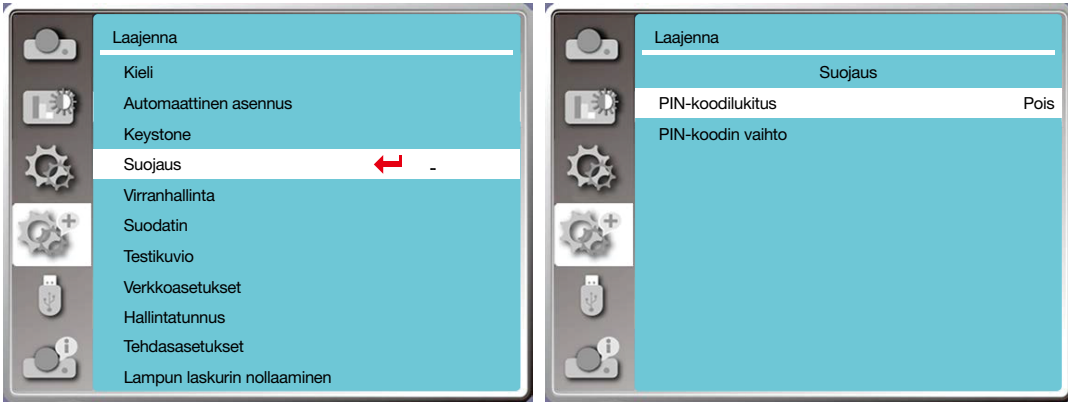 Laajenna
Kieli
Automaattinen asennus
Keystone
Suojaus -
Virranhallinta
Suodatin
Testikuvio
Verkkoasetukset
Hallintatunnus
Tehdasasetukset
Lampun laskurin nollaaminen
Laajenna
Suojaus
PIN-koodilukitus Pois
PIN-koodin vaihto